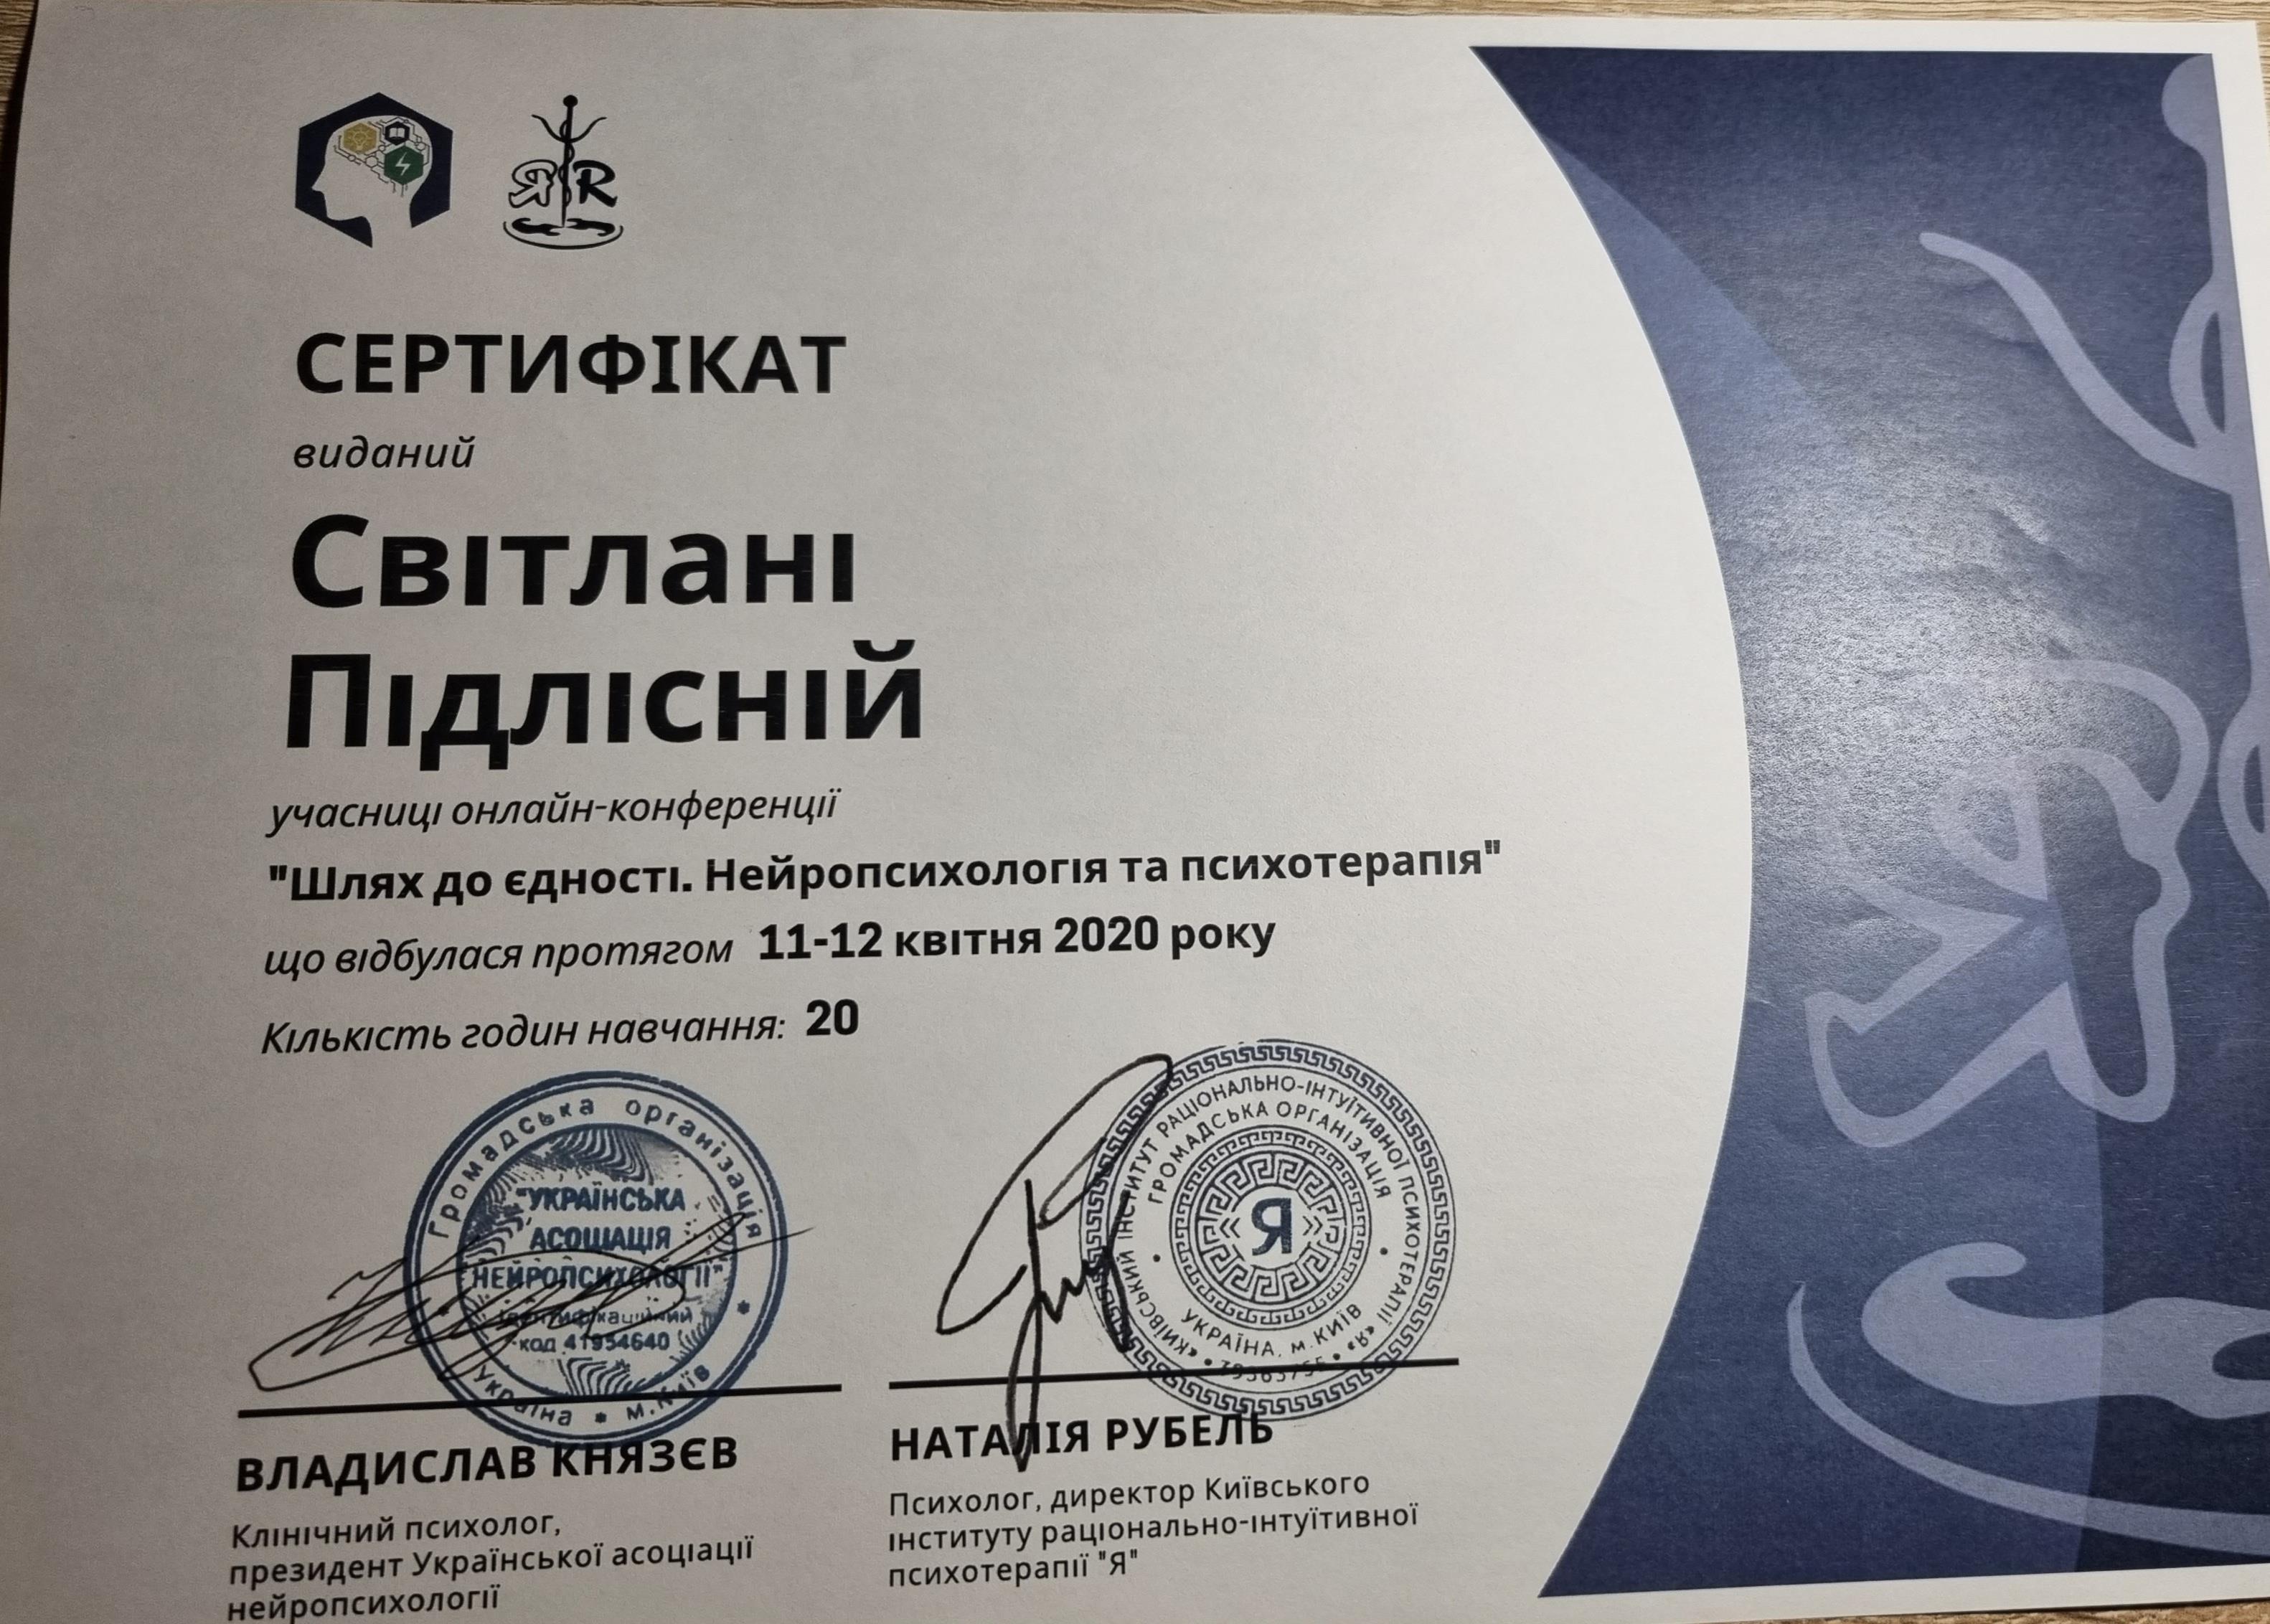 ЯR
СЕРТИФІКАТ
виданий
Світлані
Підлісній
учасниці онлайн-конференції
"Шлях до єдності. Нейропсихологія та психотерапія"
що відбулася протягом 11-12 квітня 2020 року
Кількість годин навчання: 20
Громадська організація
"УКРАЇНСЬКА
АСОЦІАЦІЯ
НЕЙРОПСИХОЛОГІЇ"
ідентифікаційний
код 41954640
Україна * м.Київ *
«КИЇВСЬКИЙ ІНСТИТУТ РАЦІОНАЛЬНО-ІНТУЇТИВНОЇ ПСИХОТЕРАПІЇ «Я»
ГРОМАДСЬКА ОРГАНІЗАЦІЯ
Я
УКРАЇНА, м.КИЇВ
ВЛАДИСЛАВ КНЯЗЄВ
Клінічний психолог,
президент Української асоціації
нейропсихології
НАТАЛІЯ РУБЕЛЬ
Психолог, директор Київського
інституту раціонально-інтуїтивної
психотерапії "Я"